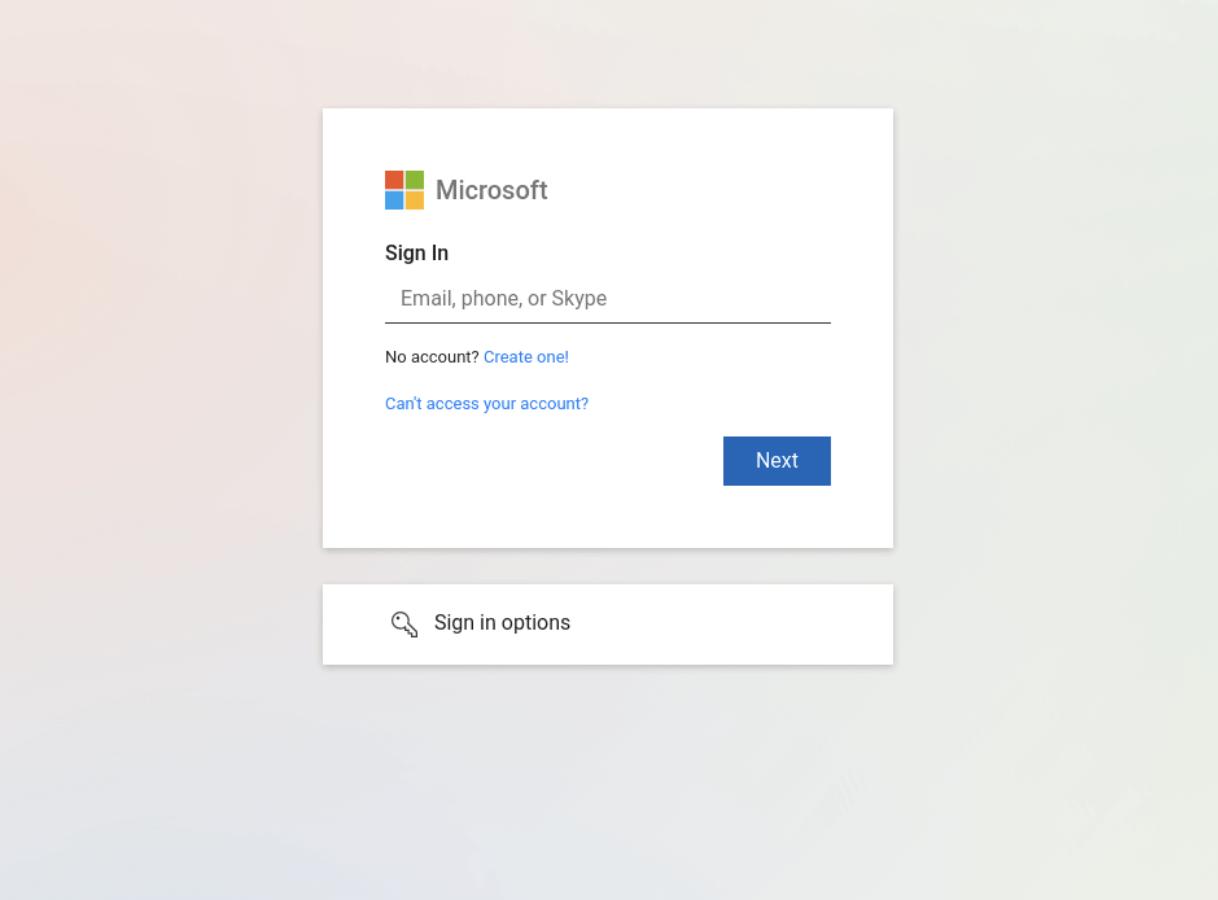 Microsoft
Sign In
Email, phone, or Skype
No account? Create one!
Can't access your account?
Next
Sign in options